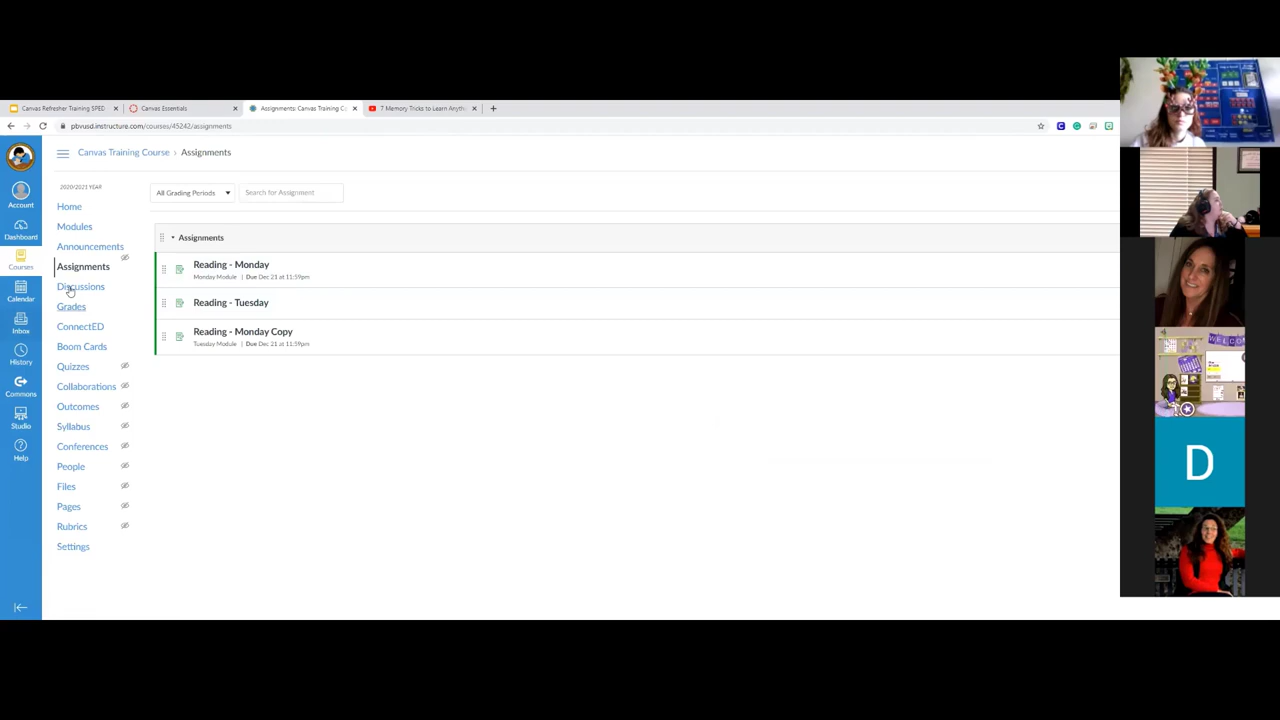 Canvas Refresher Training SPED
Canvas Essentials
Assignments: Canvas Training C
7 Memory Tricks to Learn Anyth
pbvusd.instructure.com/courses/45242/assignments
Account
Dashboard
Courses
Calendar
Inbox
History
Commons
Studio
Help
Canvas Training Course › Assignments
2020/2021 YEAR
Home
Modules
Announcements
Assignments
Discussions
Grades
ConnectED
Boom Cards
Quizzes
Collaborations
Outcomes
Syllabus
Conferences
People
Files
Pages
Rubrics
Settings
All Grading Periods
Search for Assignment
Assignments
Reading - Monday
Monday Module | Due Dec 21 at 11:59pm
Reading - Tuesday
Reading - Monday Copy
Tuesday Module | Due Dec 21 at 11:59pm
D